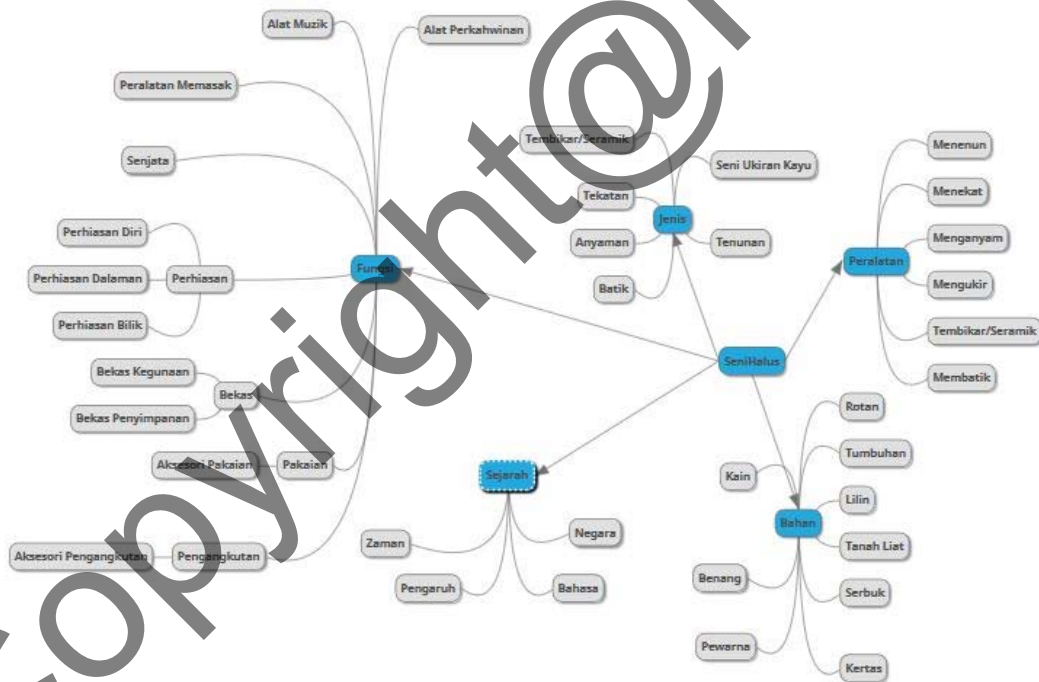 Alat Muzik
Alat Perkahwinan
Peralatan Memasak
Senjata
Perhiasan Diri
Perhiasan Dalaman
Perhiasan
Perhiasan Bilik
Fungsi
Bekas Kegunaan
Bekas
Bekas Penyimpanan
Aksesori Pakaian
Pakaian
Aksesori Pengangkutan
Pengangkutan
Tembikar/Seramik
Seni Ukiran Kayu
Tekatan
Jenis
Anyaman
Tenunan
Batik
Menenun
Menekat
Menganyam
Peralatan
Mengukir
Tembikar/Seramik
Membatik
SeniHalus
Sejarah
Zaman
Negara
Pengaruh
Bahasa
Rotan
Tumbuhan
Kain
Lilin
Bahan
Tanah Liat
Benang
Serbuk
Pewarna
Kertas
Copyright@